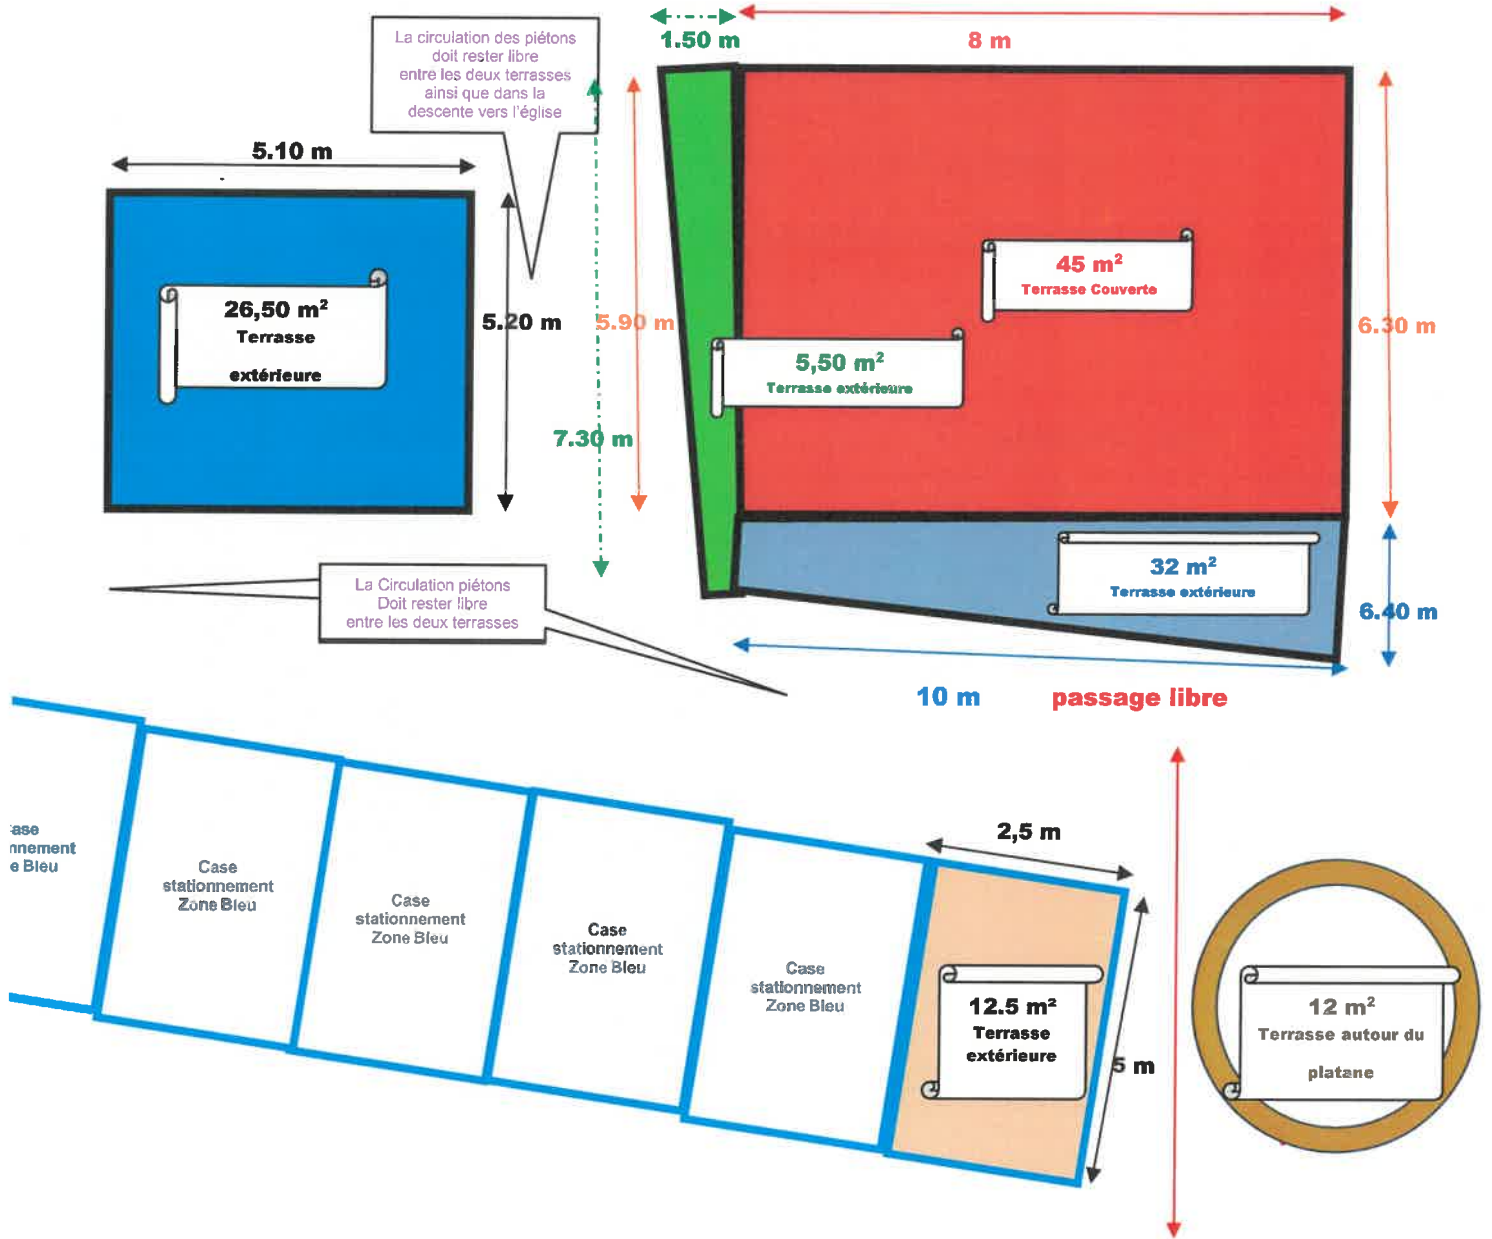 1.50 m
8 m
La circulation des piétons
doit rester libre
entre les deux terrasses
ainsi que dans la
descente vers l'église
5.10 m
26,50 m²
Terrasse
extérieure
5.20 m
5.90 m
7.30 m
45 m²
Terrasse Couverte
5,50 m²
Terrasse extérieure
6.30 m
32 m²
Terrasse extérieure
6.40 m
La Circulation piétons
Doit rester libre
entre les deux terrasses
10 m
passage libre
e Bleu
Case
stationnement
Zone Bleu
Case
stationnement
Zone Bleu
Case
stationnement
Zone Bleu
Case
stationnement
Zone Bleu
2,5 m
12.5 m²
Terrasse
extérieure
5 m
12 m²
Terrasse autour du
platane